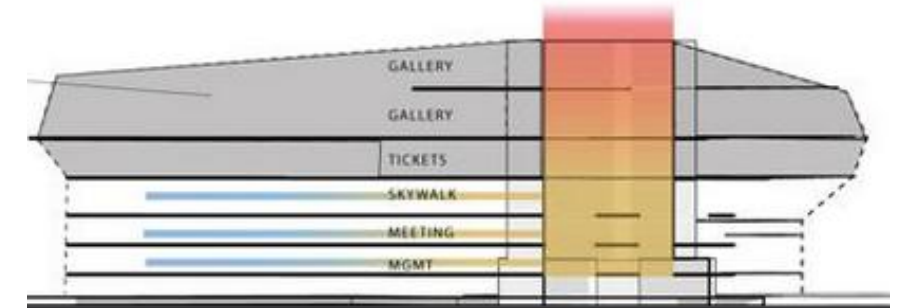 GALLERY
GALLERY
TICKETS
SKYWALK
MEETING
MGMT